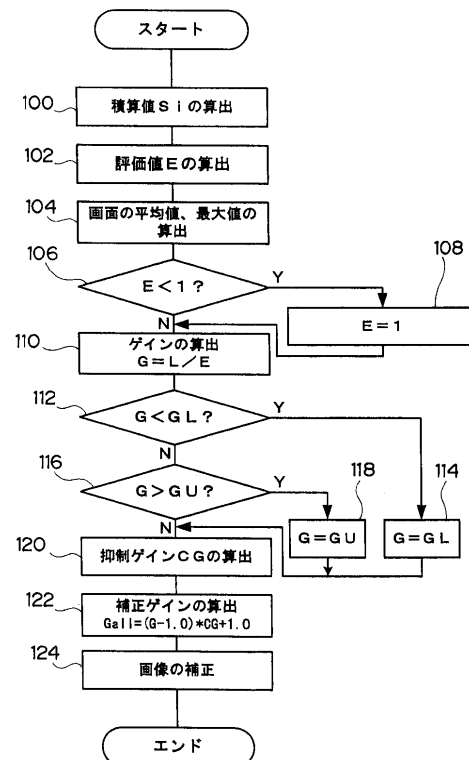 スタート
100
積算値Siの算出
102
評価値Eの算出
104
画面の平均値、最大値の
算出
106
E<1?
Y
108
N
E=1
110
ゲインの算出
G=L/E
112
G<GL?
Y
N
116
G>GU?
Y
118
114
N
G=GU
G=GL
120
抑制ゲインCGの算出
122
補正ゲインの算出
Gall=(G-1.0)*CG+1.0
124
画像の補正
エンド